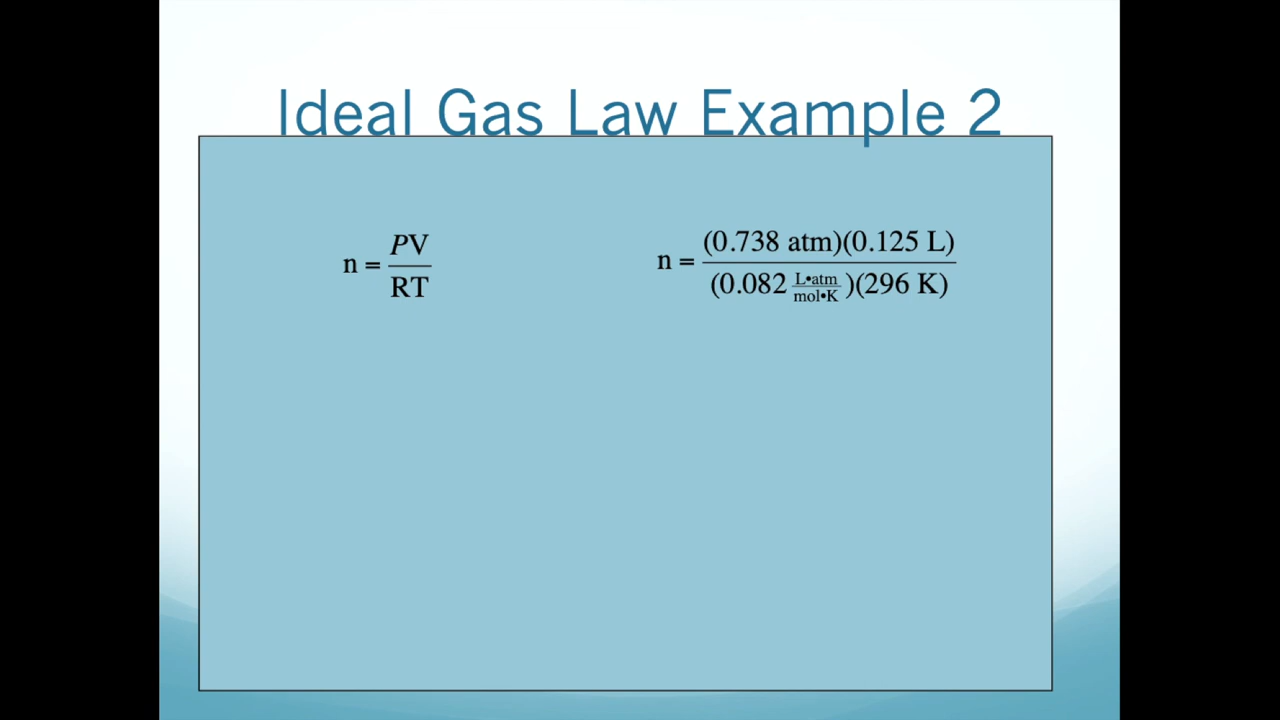 Ideal Gas Law Example 2
n = PV/RT
n = (0.738 atm)(0.125 L)/(0.082 L•atm/mol•K)(296 K)